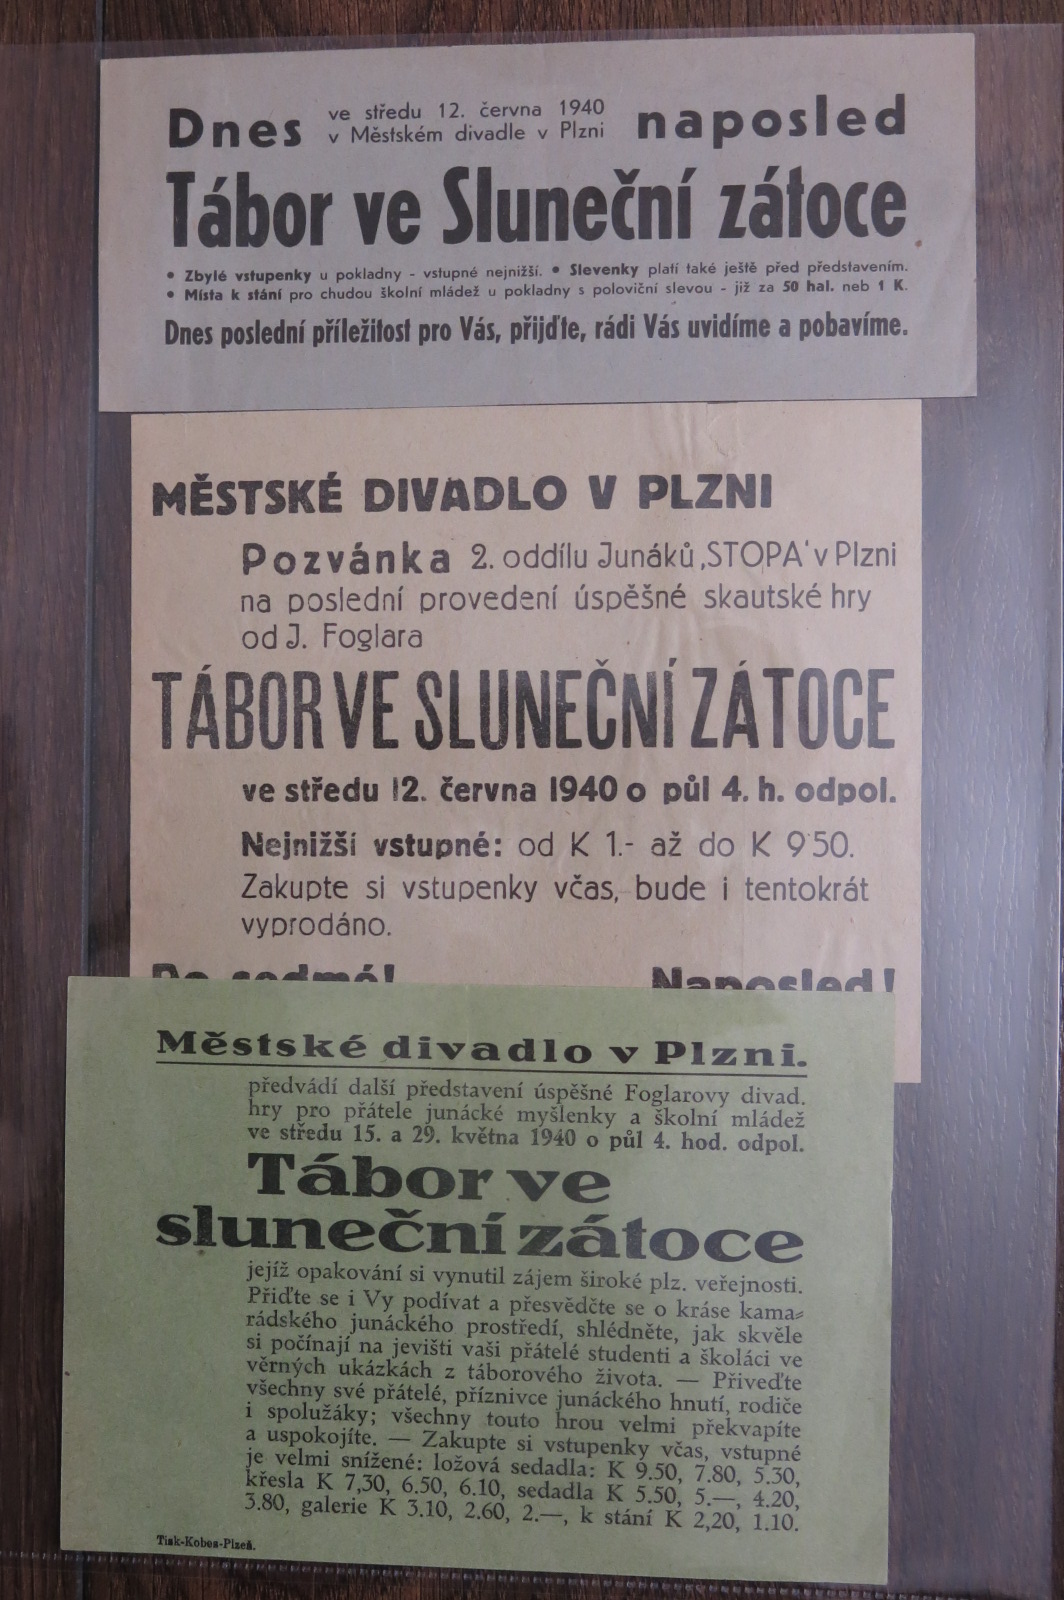 Dnes ve středu 12. června 1940 naposled
v Městském divadle v Plzni
Tábor ve Sluneční zátoce
• Zbylé vstupenky u pokladny - vstupné nejnižší. • Slevenky platí také ještě před představením.
• Místa k stání pro chudou školní mládež u pokladny s poloviční slevou - již za 50 hal. neb 1 K.
Dnes poslední příležitost pro Vás, přijďte, rádi Vás uvidíme a pobavíme.
MĚSTSKÉ DIVADLO V PLZNI
Pozvánka 2. oddílu Junáků ‚STOPA' v Plzni
na poslední provedení úspěšné skautské hry
od J. Foglara
TÁBOR VE SLUNEČNÍ ZÁTOCE
ve středu 12. června 1940 o půl 4. h. odpol.
Nejnižší vstupné: od K 1.- až do K 9'50.
Zakupte si vstupenky včas, bude i tentokrát
vyprodáno.
Po sedmé! Naposled!
Městské divadlo v Plzni.
předvádí další představení úspěšné Foglarovy divad.
hry pro přátele junácké myšlenky a školní mládež
ve středu 15. a 29. května 1940 o půl 4. hod. odpol.
Tábor ve
sluneční zátoce
jejíž opakování si vynutil zájem široké plz. veřejnosti.
Přiďte se i Vy podívat a přesvědčte se o kráse kama-
rádského junáckého prostředí, shlédněte, jak skvěle
si počínají na jevišti vaši přátelé studenti a školáci ve
věrných ukázkách z táborového života. — Přiveďte
všechny své přátelé, příznivce junáckého hnutí, rodiče
i spolužáky; všechny touto hrou velmi překvapíte
a uspokojíte. — Zakupte si vstupenky včas, vstupné
je velmi snížené: ložová sedadla: K 9.50, 7.80, 5.30,
křesla K 7,30, 6.50, 6.10, sedadla K 5.50, 5.—, 4.20,
3.80, galerie K 3.10, 2.60, 2.—, k stání K 2,20, 1.10.
Tisk-Kobes-Plzeň.